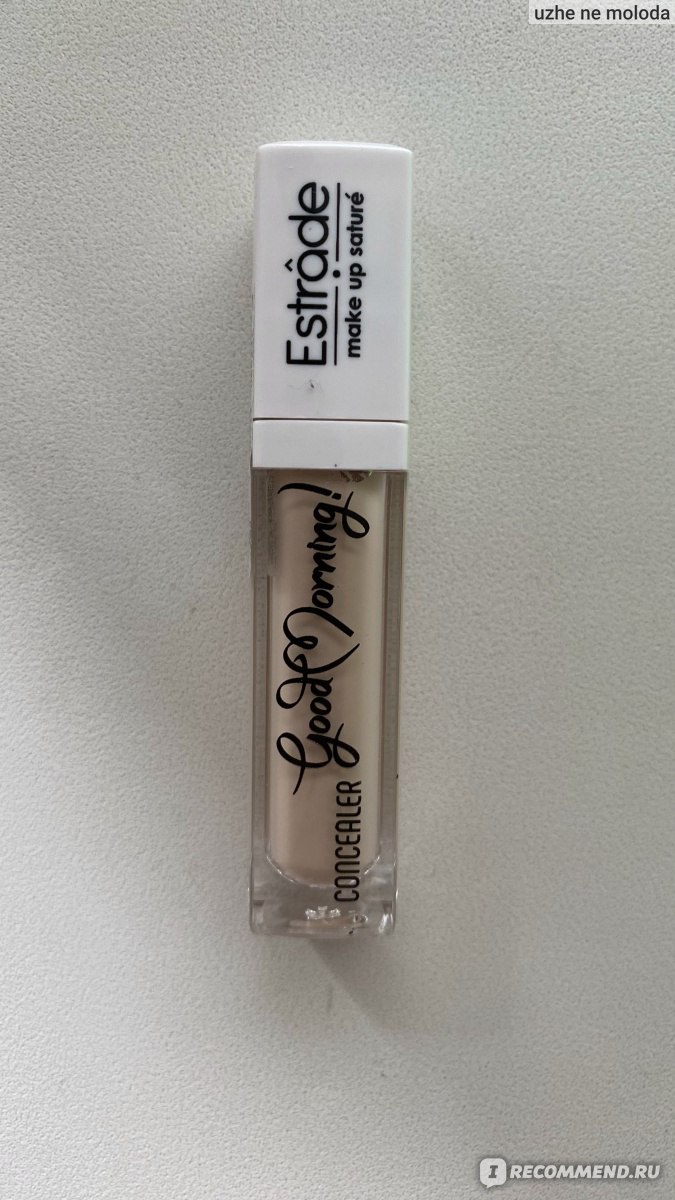 uzhe ne moloda
Estrâde
make up saturé
Good Morning!
CONCEALER
I RECOMMEND.RU